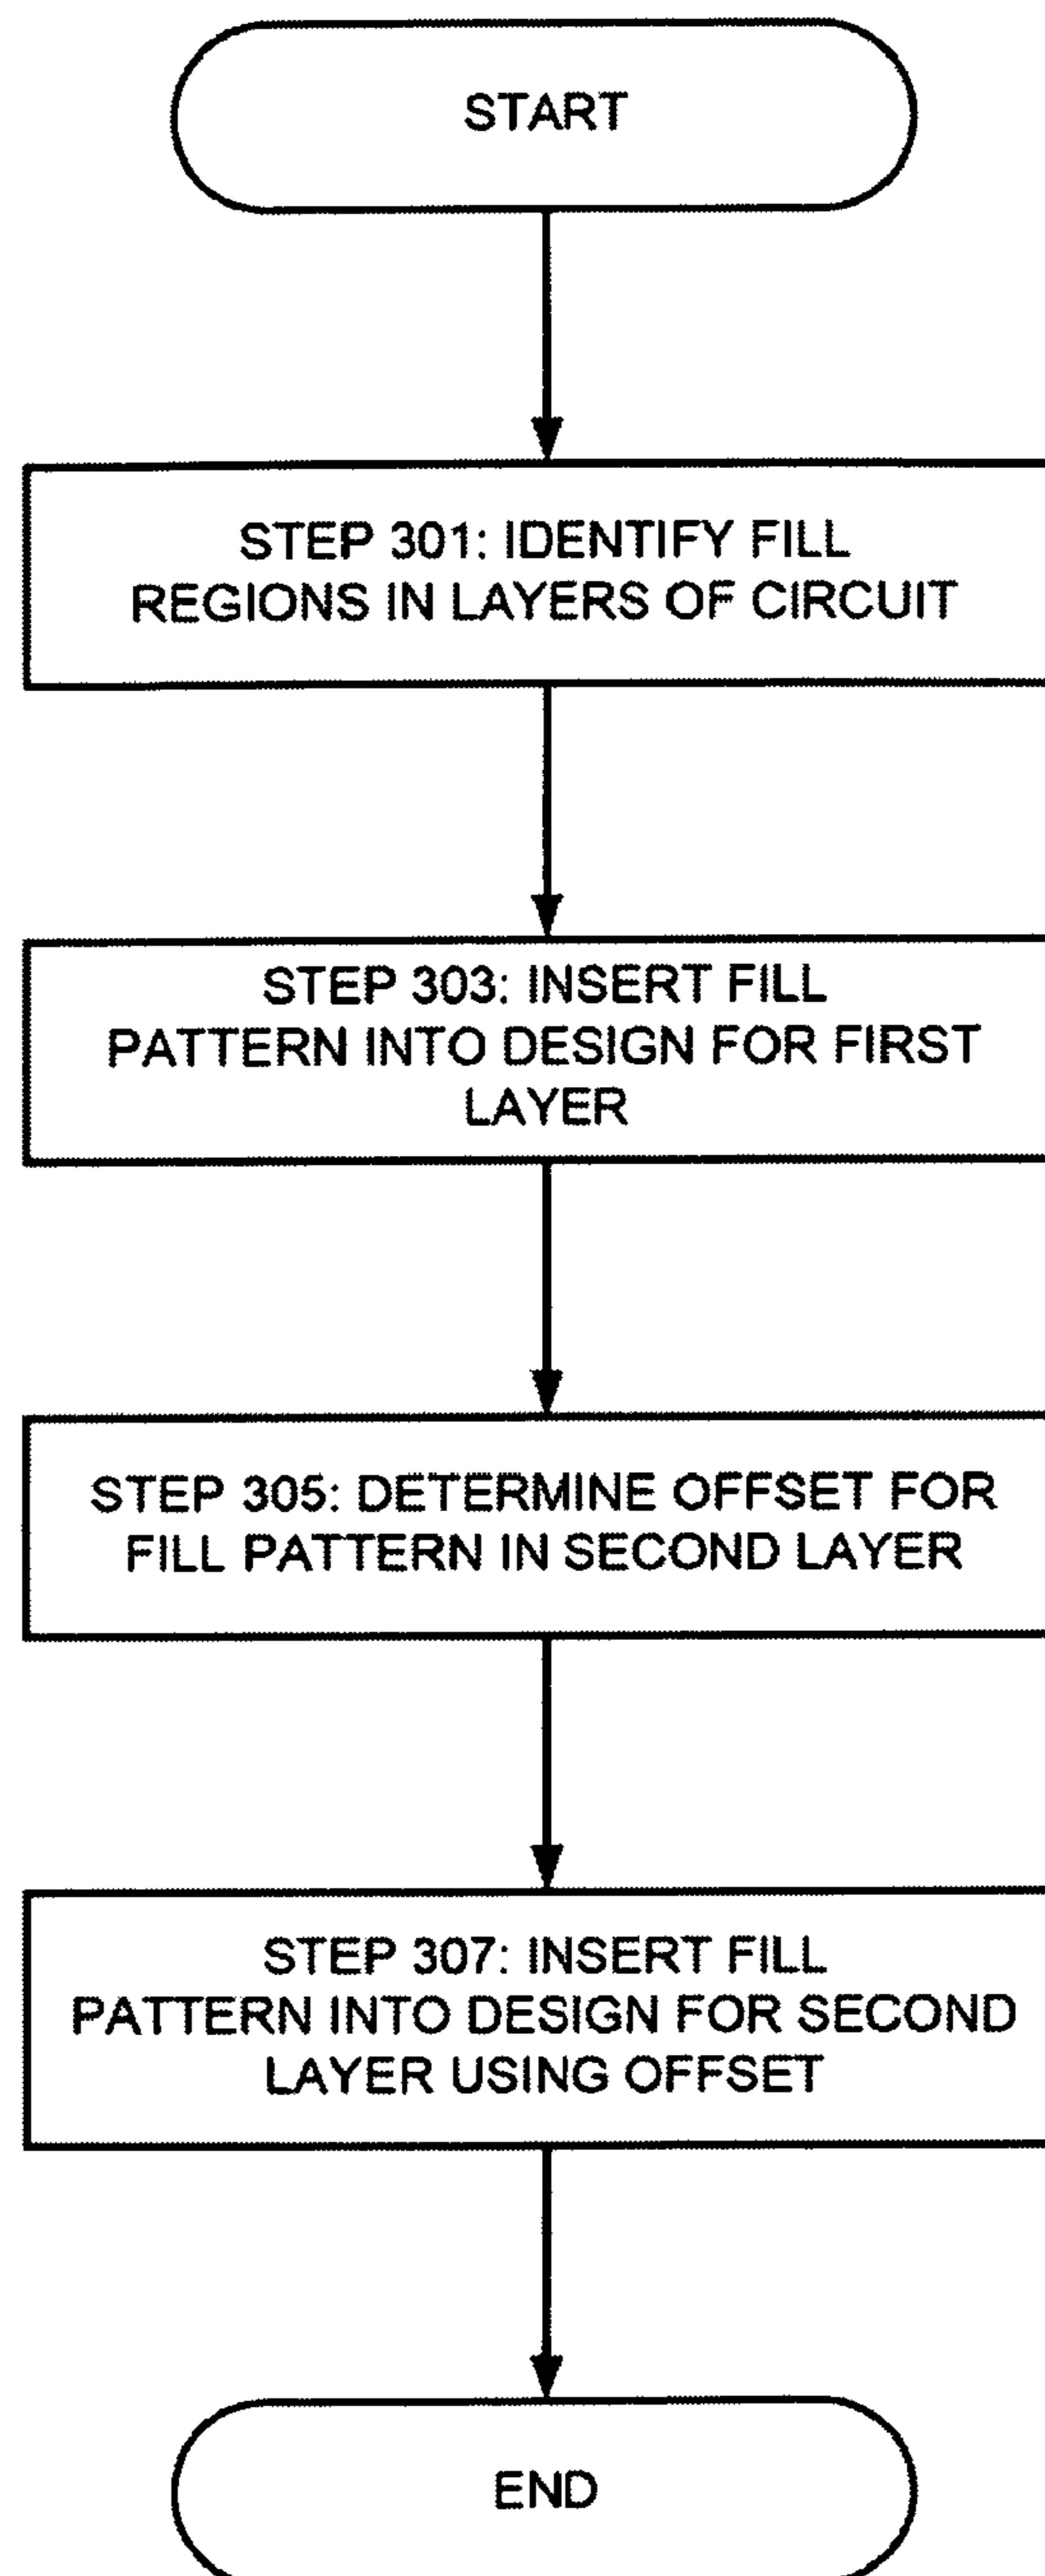 START
STEP 301: IDENTIFY FILL
REGIONS IN LAYERS OF CIRCUIT
STEP 303: INSERT FILL
PATTERN INTO DESIGN FOR FIRST
LAYER
STEP 305: DETERMINE OFFSET FOR
FILL PATTERN IN SECOND LAYER
STEP 307: INSERT FILL
PATTERN INTO DESIGN FOR SECOND
LAYER USING OFFSET
END